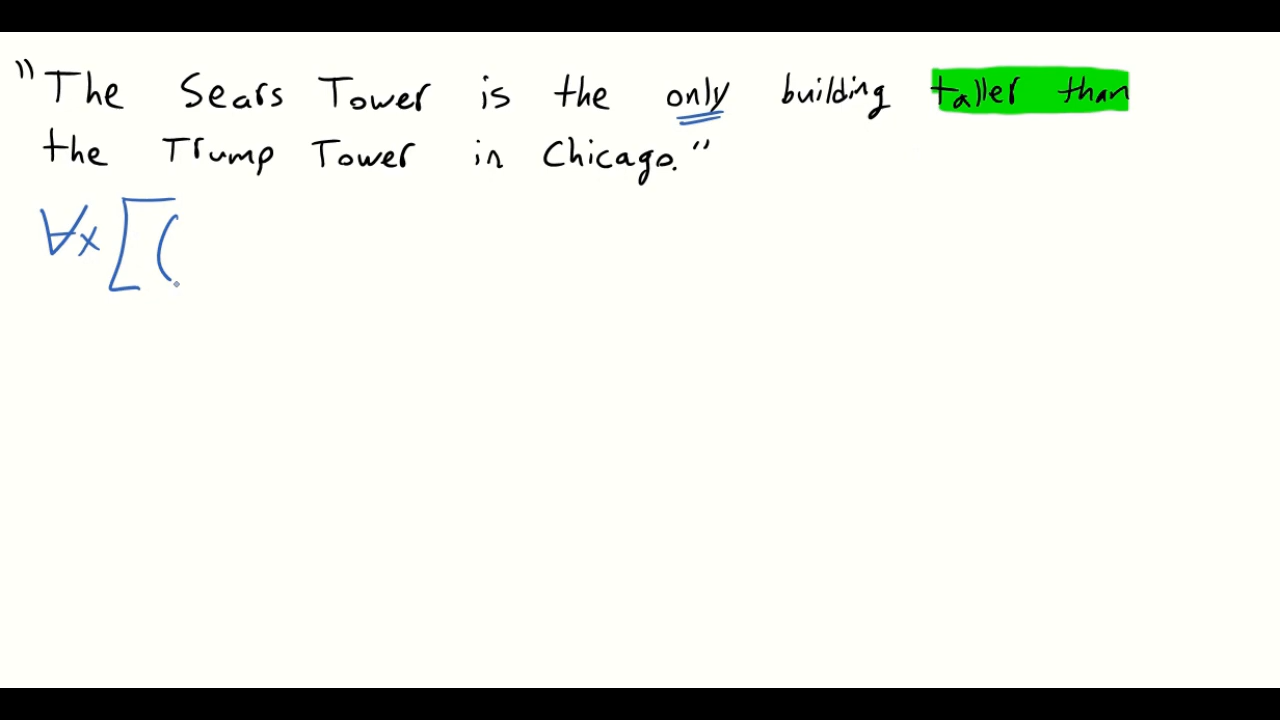 "The Sears Tower is the only building taller than
the Trump Tower in Chicago."
∀x [(